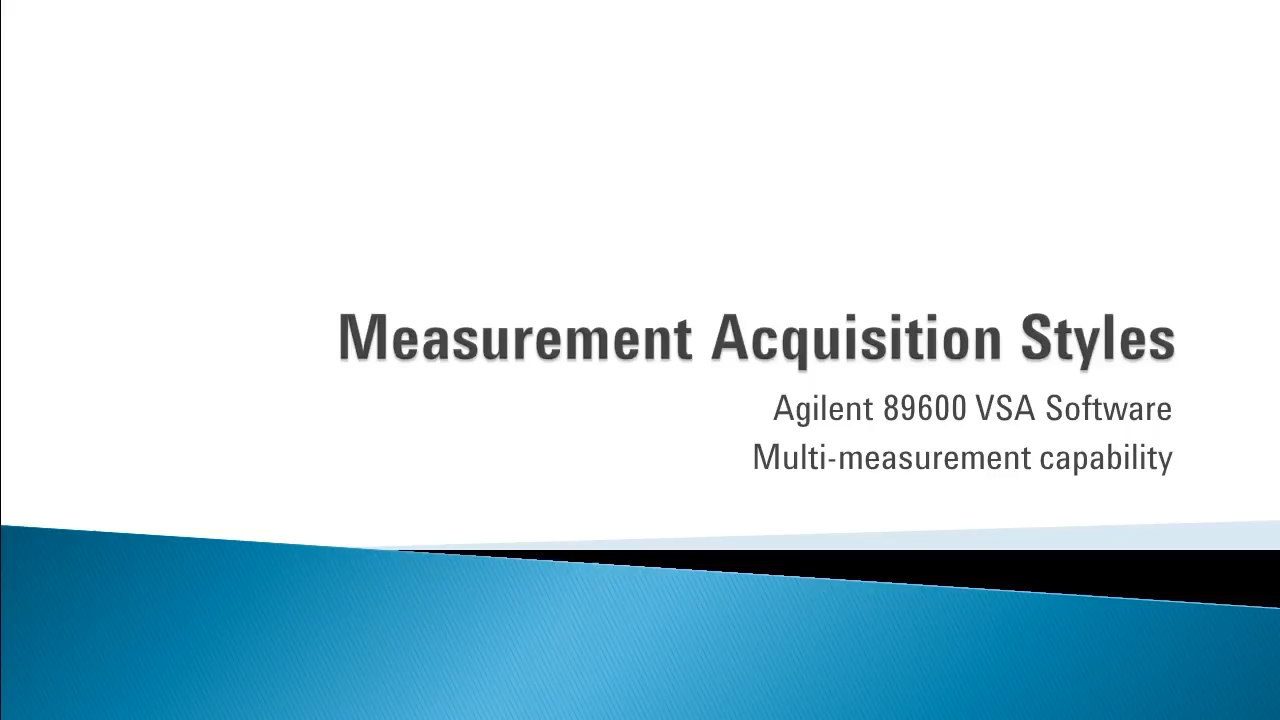 Measurement Acquisition Styles
Agilent 89600 VSA Software
Multi-measurement capability